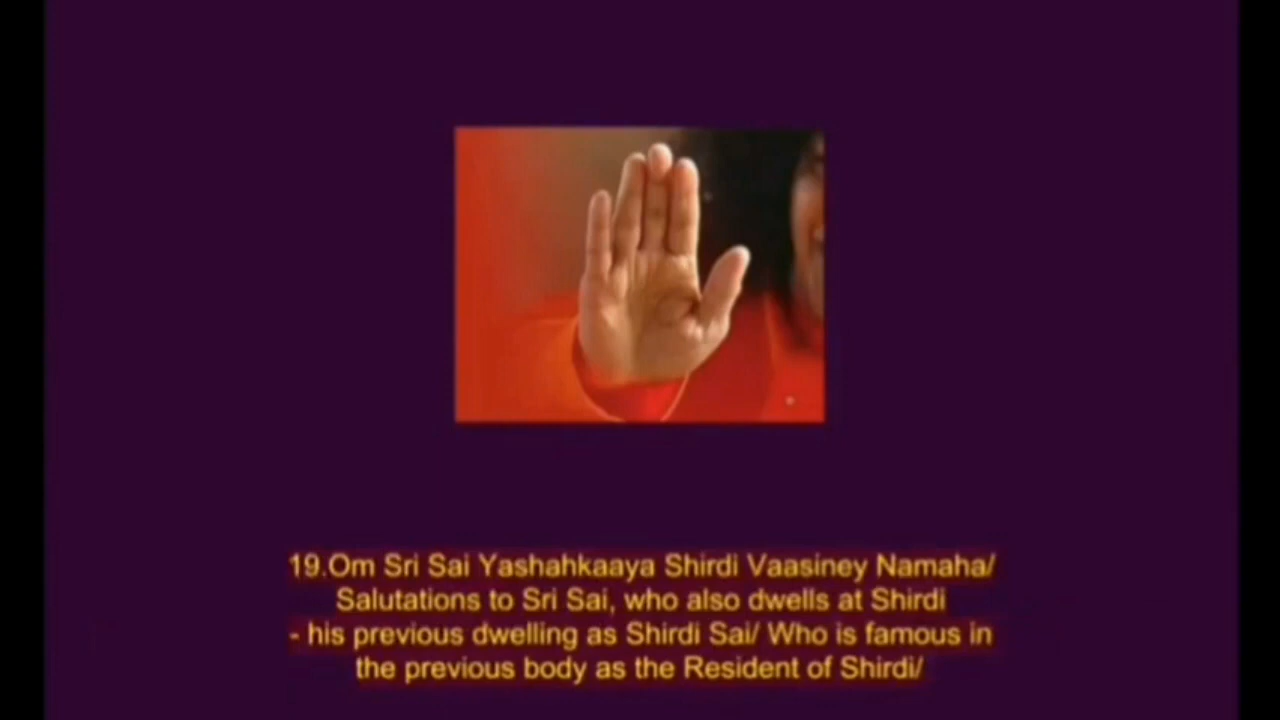 19.Om Sri Sai Yashahkaaya Shirdi Vaasiney Namaha/
Salutations to Sri Sai, who also dwells at Shirdi
- his previous dwelling as Shirdi Sai/ Who is famous in
the previous body as the Resident of Shirdi/